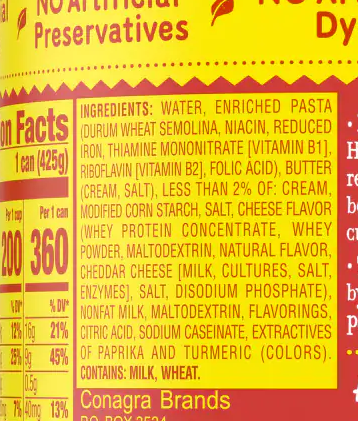 NO Artificial
Preservatives
Dy
on Facts
1 can (425g)
Per 1 cup
Per 1 can
200
360
% DV*
% DV*
12%
16g
21%
25%
9g
45%
0.5g
7%
40mg
13%
INGREDIENTS: WATER, ENRICHED PASTA
(DURUM WHEAT SEMOLINA, NIACIN, REDUCED
IRON, THIAMINE MONONITRATE [VITAMIN B1],
RIBOFLAVIN [VITAMIN B2], FOLIC ACID), BUTTER
(CREAM, SALT), LESS THAN 2% OF: CREAM,
MODIFIED CORN STARCH, SALT, CHEESE FLAVOR
(WHEY PROTEIN CONCENTRATE, WHEY
POWDER, MALTODEXTRIN, NATURAL FLAVOR,
CHEDDAR CHEESE [MILK, CULTURES, SALT,
ENZYMES], SALT, DISODIUM PHOSPHATE),
NONFAT MILK, MALTODEXTRIN, FLAVORINGS,
CITRIC ACID, SODIUM CASEINATE, EXTRACTIVES
OF PAPRIKA AND TURMERIC (COLORS).
CONTAINS: MILK, WHEAT.
Conagra Brands